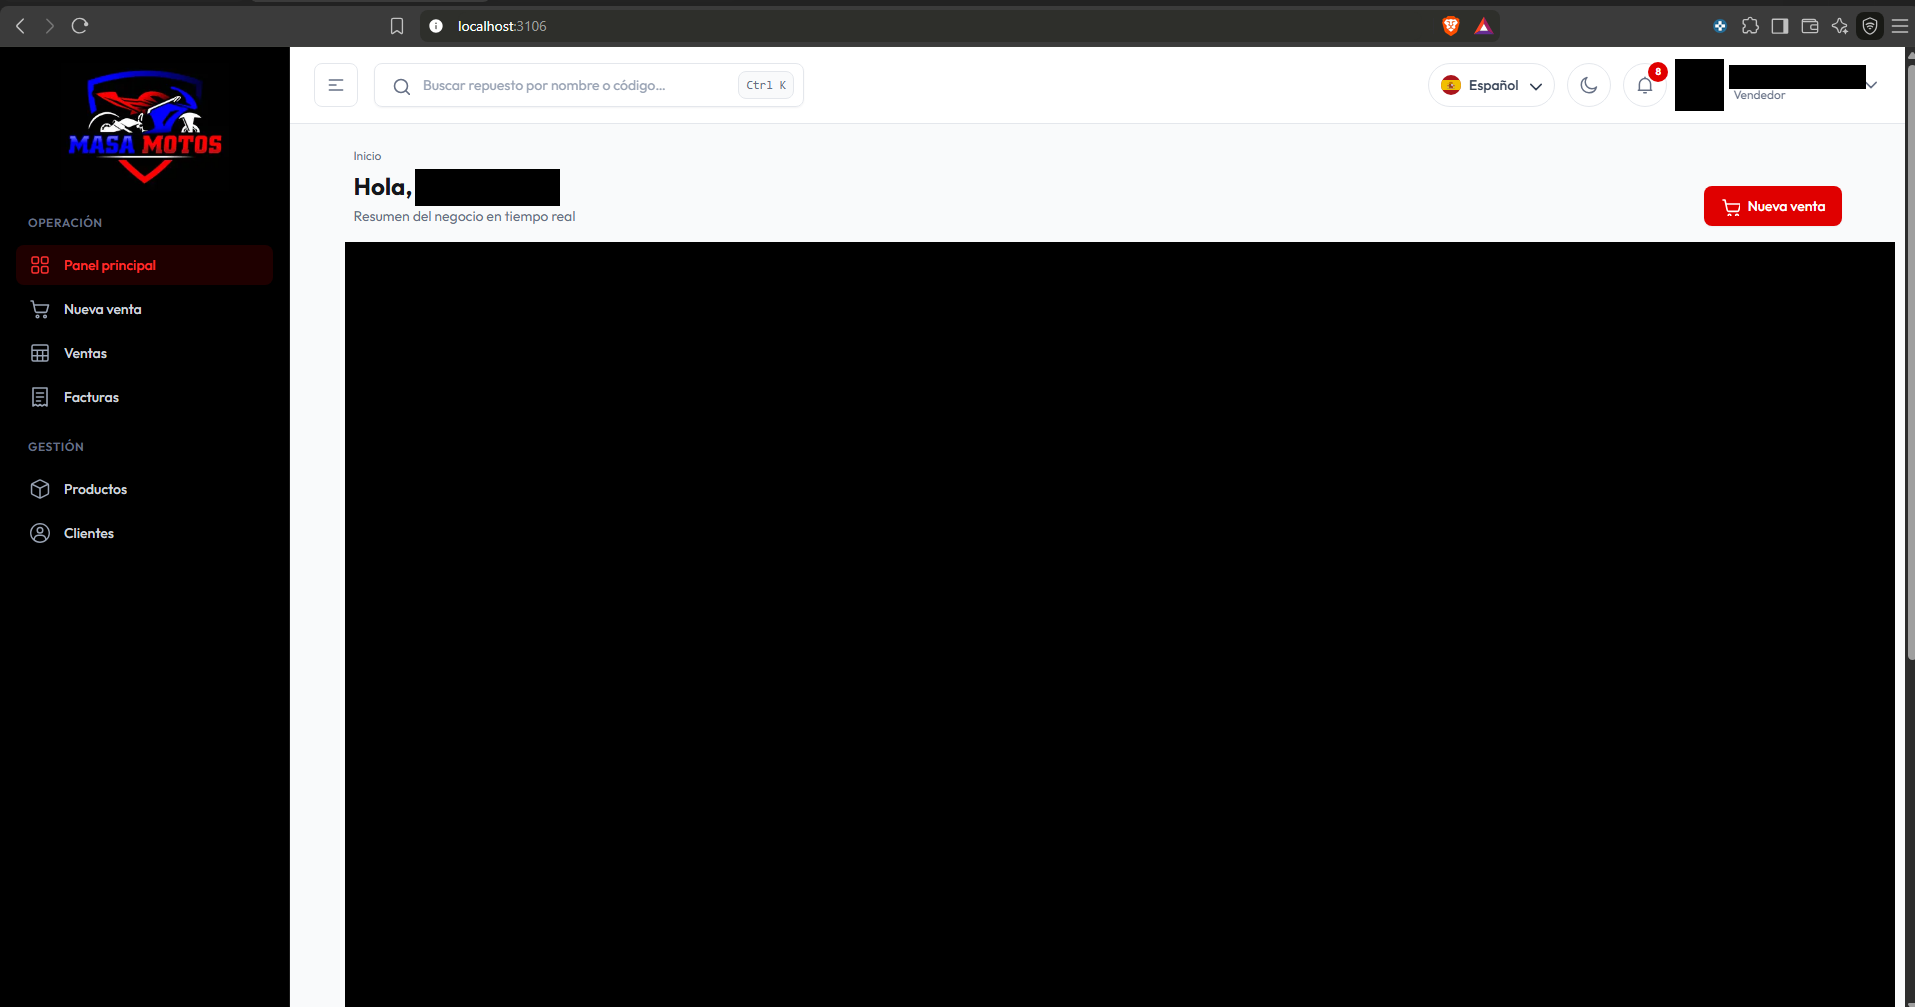 localhost:3106
MASA MOTOS
Buscar repuesto por nombre o código...
Ctrl K
Español
8
Vendedor
OPERACIÓN
Panel principal
Nueva venta
Ventas
Facturas
GESTIÓN
Productos
Clientes
Inicio
Hola,
Resumen del negocio en tiempo real
Nueva venta